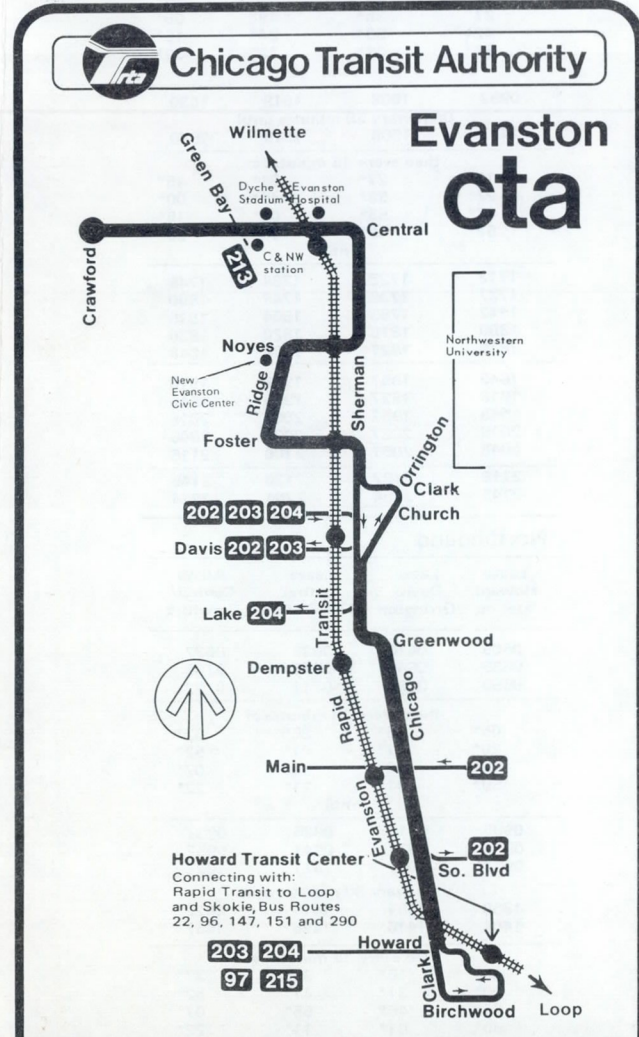 rta
Chicago Transit Authority
Evanston
cta
Wilmette
Green Bay
213
Dyche
Stadium
Evanston
Hospital
Central
C & NW
station
Crawford
Northwestern
University
Noyes
New
Evanston
Civic Center
Ridge
Sherman
Foster
Orrington
Clark
202 203 204
Church
Davis 202 203
Lake 204
Transit
Greenwood
Dempster
Rapid
Chicago
Main
202
Evanston
202
So. Blvd
Howard Transit Center
Connecting with:
Rapid Transit to Loop
and Skokie, Bus Routes
22, 96, 147, 151 and 290
203 204
97 215
Howard
Clark
Birchwood
Loop